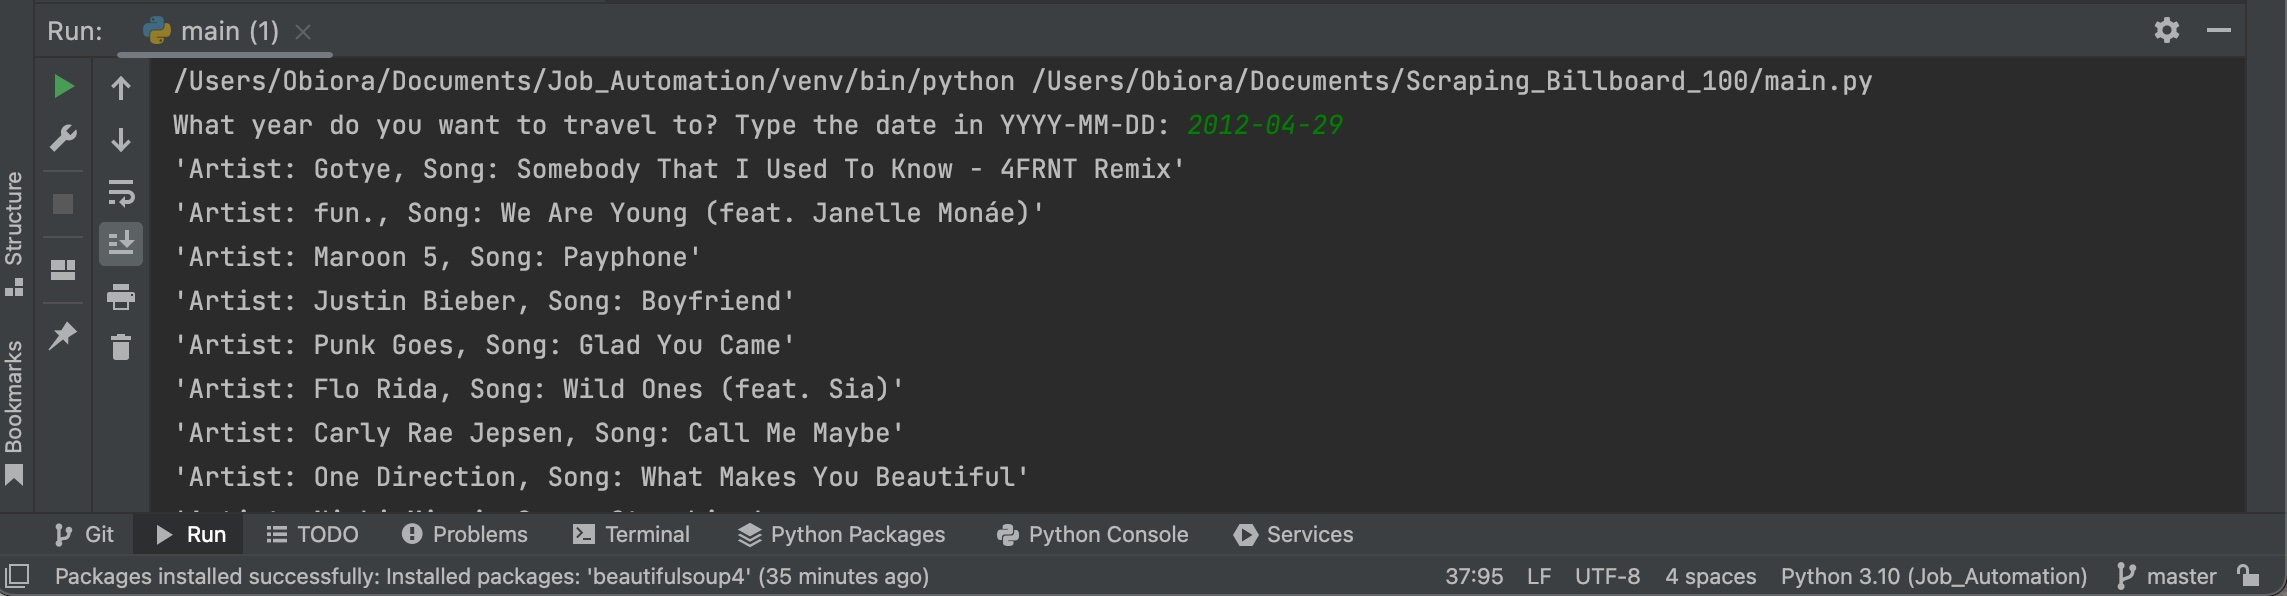 Run: main (1)
/Users/Obiora/Documents/Job_Automation/venv/bin/python /Users/Obiora/Documents/Scraping_Billboard_100/main.py
What year do you want to travel to? Type the date in YYYY-MM-DD: 2012-04-29
'Artist: Gotye, Song: Somebody That I Used To Know - 4FRNT Remix'
'Artist: fun., Song: We Are Young (feat. Janelle Monáe)'
'Artist: Maroon 5, Song: Payphone'
'Artist: Justin Bieber, Song: Boyfriend'
'Artist: Punk Goes, Song: Glad You Came'
'Artist: Flo Rida, Song: Wild Ones (feat. Sia)'
'Artist: Carly Rae Jepsen, Song: Call Me Maybe'
'Artist: One Direction, Song: What Makes You Beautiful'
Structure
Bookmarks
Git Run TODO Problems Terminal Python Packages Python Console Services
Packages installed successfully: Installed packages: 'beautifulsoup4' (35 minutes ago) 37:95 LF UTF-8 4 spaces Python 3.10 (Job_Automation) master